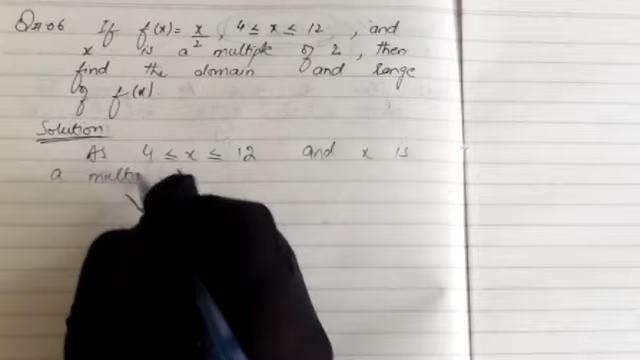 Q#06 If f(x) = x/2 , 4 ≤ x ≤ 12 , and
x is a multiple of 2 , then
find the domain and range
of f(x)
Solution
As 4 ≤ x ≤ 12 and x is
a multi